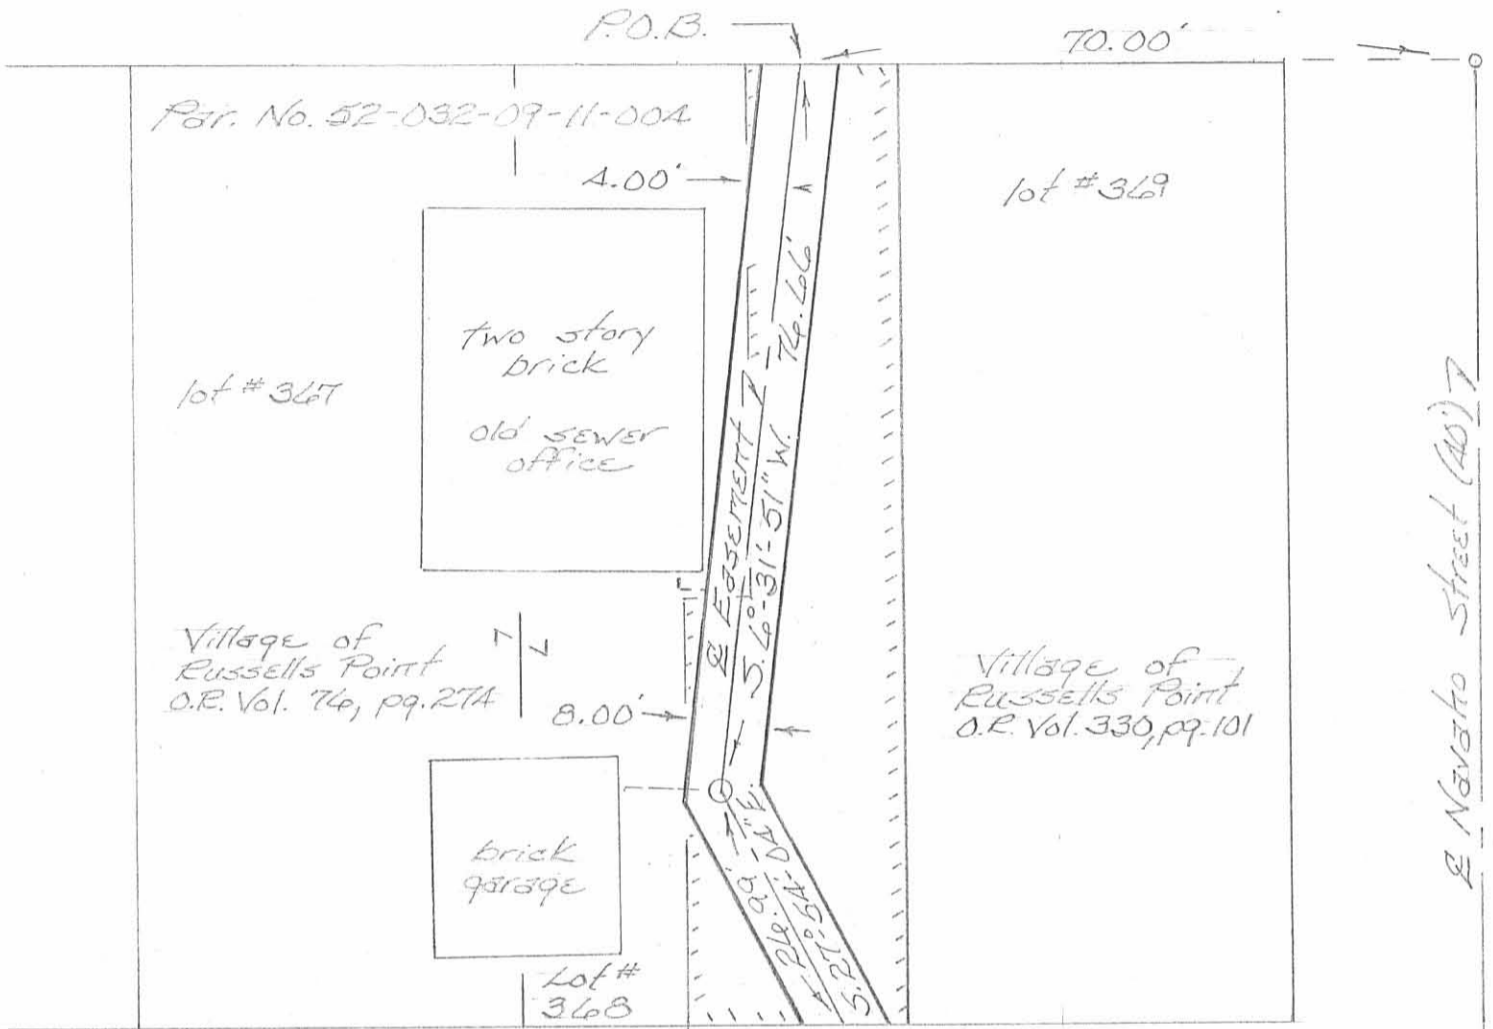 P.O.B.
70.00'
Par. No. 52-032-09-11-004
4.00'
lot #369
two story
brick
old sewer
office
lot #367
℄ Easement
S. 6°-31'-51" W. 76.66'
℄ Navaho Street (40')
Village of
Russells Point
O.R. Vol. 76, pg. 274
8.00'
Village of
Russells Point
O.R. Vol. 330, pg. 101
brick
garage
26.99'
S. 27°-54'-04" E.
Lot #
368